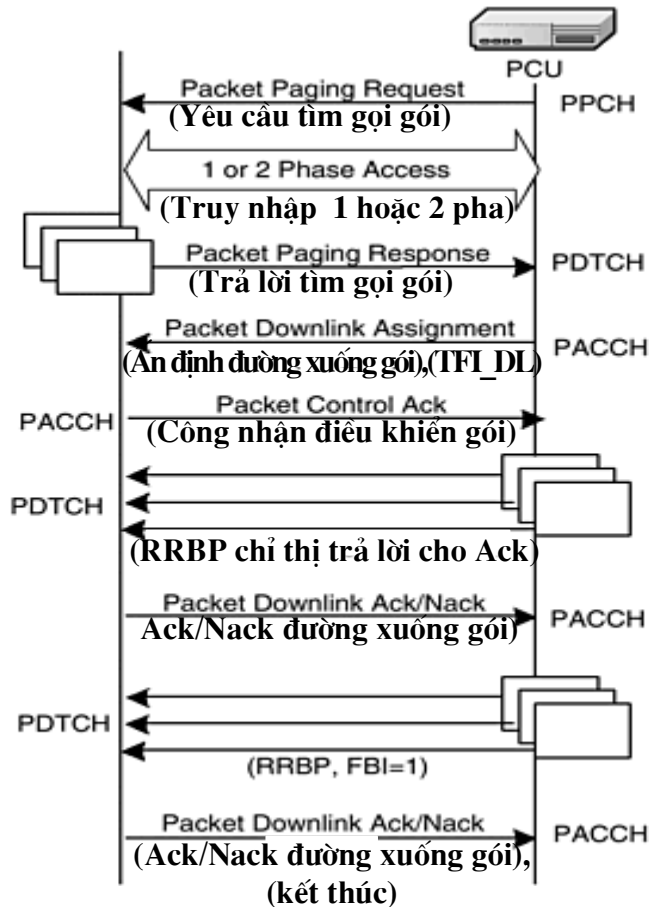 PCU
Packet Paging Request
PPCH
(Yêu cầu tìm gọi gói)
1 or 2 Phase Access
(Truy nhập 1 hoặc 2 pha)
Packet Paging Response
PDTCH
(Trả lời tìm gọi gói)
Packet Downlink Assignment
PACCH
(Ấn định đường xuống gói),(TFI_DL)
Packet Control Ack
PACCH
(Công nhận điều khiển gói)
PDTCH
(RRBP chỉ thị trả lời cho Ack)
Packet Downlink Ack/Nack
PACCH
Ack/Nack đường xuống gói)
PDTCH
(RRBP, FBI=1)
Packet Downlink Ack/Nack
PACCH
(Ack/Nack đường xuống gói),
(kết thúc)